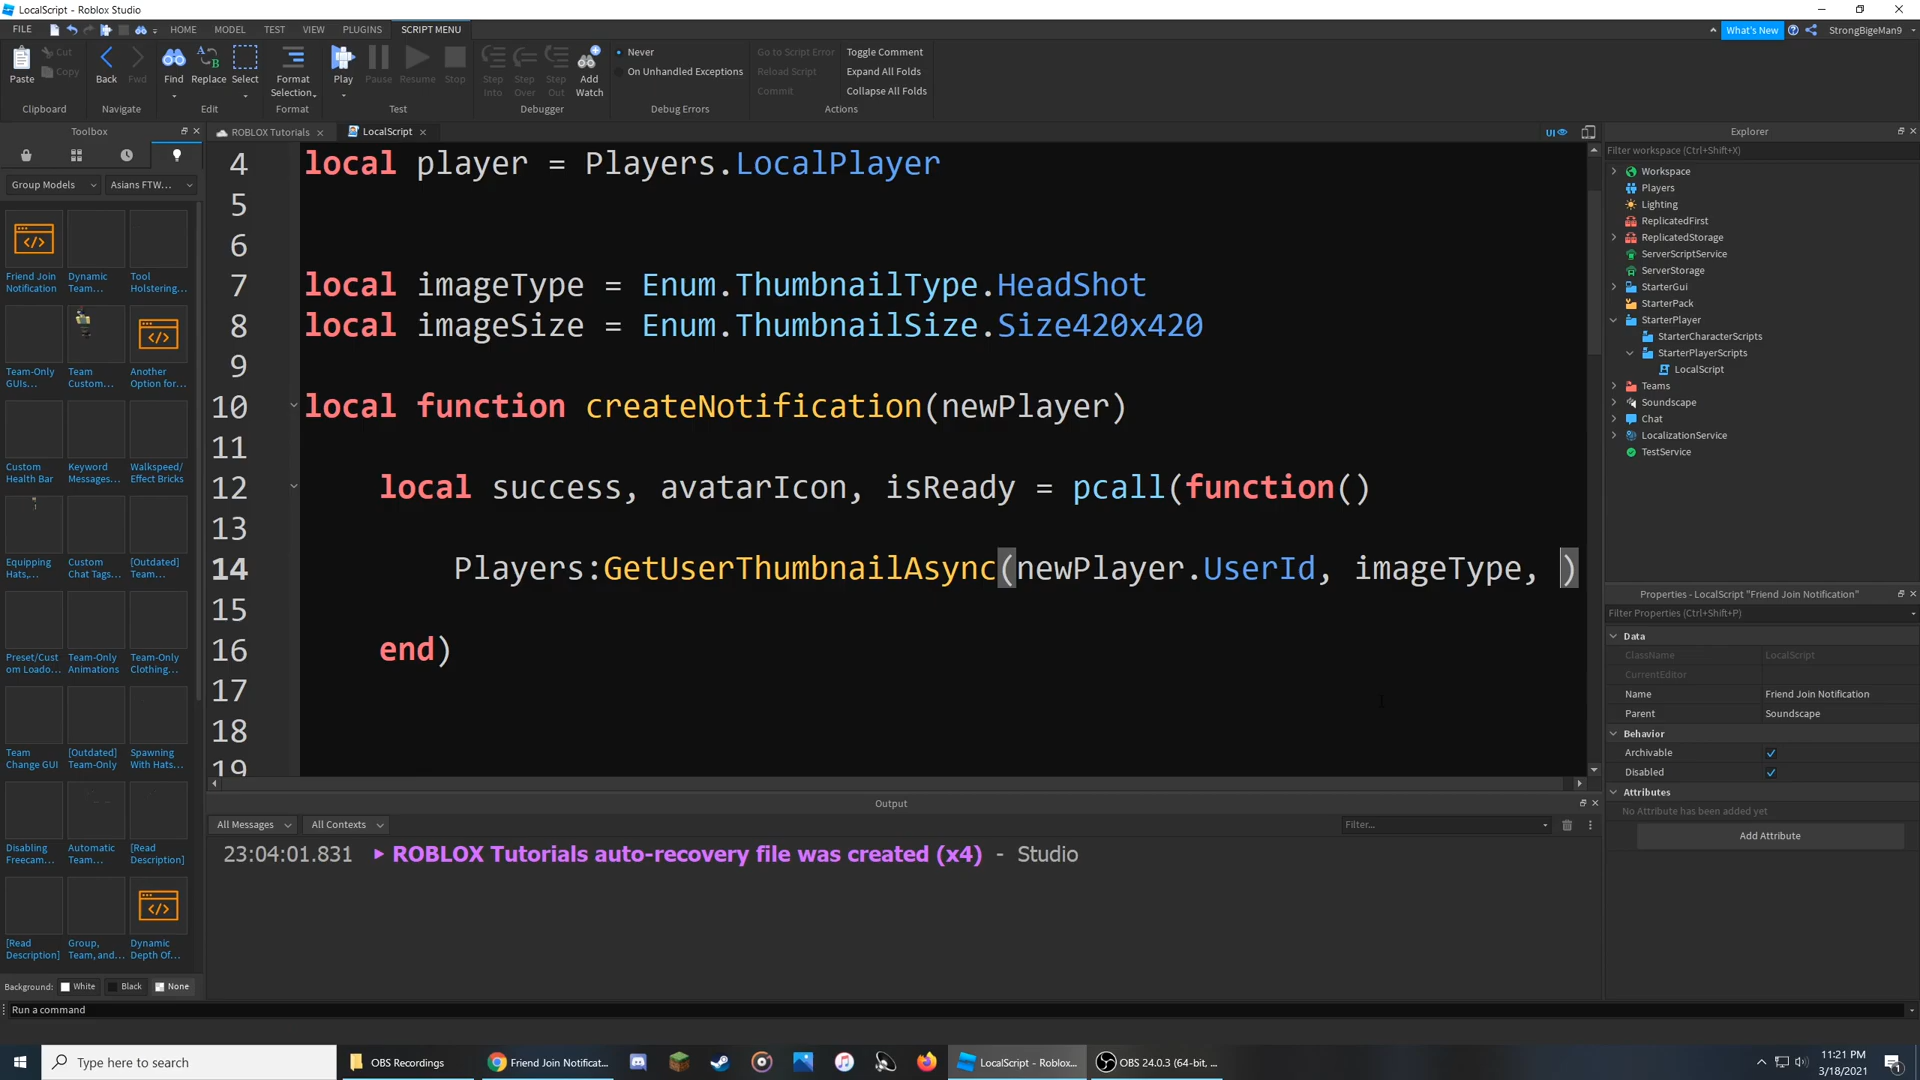 LocalScript - Roblox Studio
FILE
HOME
MODEL
TEST
VIEW
PLUGINS
SCRIPT MENU
What's New
StrongBigeMan9
Paste
Cut
Copy
Clipboard
Back
Fwd
Navigate
Find
Replace
Select
Edit
Format
Selection
Format
Play
Pause
Resume
Stop
Test
Step
Into
Step
Over
Step
Out
Add
Watch
Debugger
Never
On Unhandled Exceptions
Debug Errors
Go to Script Error
Reload Script
Commit
Toggle Comment
Expand All Folds
Collapse All Folds
Actions
Toolbox
ROBLOX Tutorials
LocalScript
UI
Group Models
Asians FTW...
Friend Join
Notification
Dynamic
Team...
Tool
Holstering...
Team-Only
GUIs...
Team
Custom...
Another
Option for...
Custom
Health Bar
Keyword
Messages...
Walkspeed/
Effect Bricks
Equipping
Hats,...
Custom
Chat Tags...
[Outdated]
Team...
Preset/Cust
om Loado...
Team-Only
Animations
Team-Only
Clothing...
Team
Change GUI
[Outdated]
Team-Only
Spawning
With Hats...
Disabling
Freecam...
Automatic
Team...
[Read
Description]
[Read
Description]
Group,
Team, and...
Dynamic
Depth Of...
Background:
White
Black
None
4 local player = Players.LocalPlayer
5
6
7 local imageType = Enum.ThumbnailType.HeadShot
8 local imageSize = Enum.ThumbnailSize.Size420x420
9
10 local function createNotification(newPlayer)
11
12 local success, avatarIcon, isReady = pcall(function()
13
14 Players:GetUserThumbnailAsync(newPlayer.UserId, imageType, )
15
16 end)
17
18
19
Output
All Messages
All Contexts
Filter...
23:04:01.831 ROBLOX Tutorials auto-recovery file was created (x4) - Studio
Explorer
Filter workspace (Ctrl+Shift+X)
Workspace
Players
Lighting
ReplicatedFirst
ReplicatedStorage
ServerScriptService
ServerStorage
StarterGui
StarterPack
StarterPlayer
StarterCharacterScripts
StarterPlayerScripts
LocalScript
Teams
Soundscape
Chat
LocalizationService
TestService
Properties - LocalScript "Friend Join Notification"
Filter Properties (Ctrl+Shift+P)
Data
ClassName LocalScript
CurrentEditor
Name Friend Join Notification
Parent Soundscape
Behavior
Archivable
Disabled
Attributes
No Attribute has been added yet
Add Attribute
Run a command
Type here to search
OBS Recordings
Friend Join Notificat...
LocalScript - Roblox...
OBS 24.0.3 (64-bit, ...
11:21 PM
3/18/2021
1